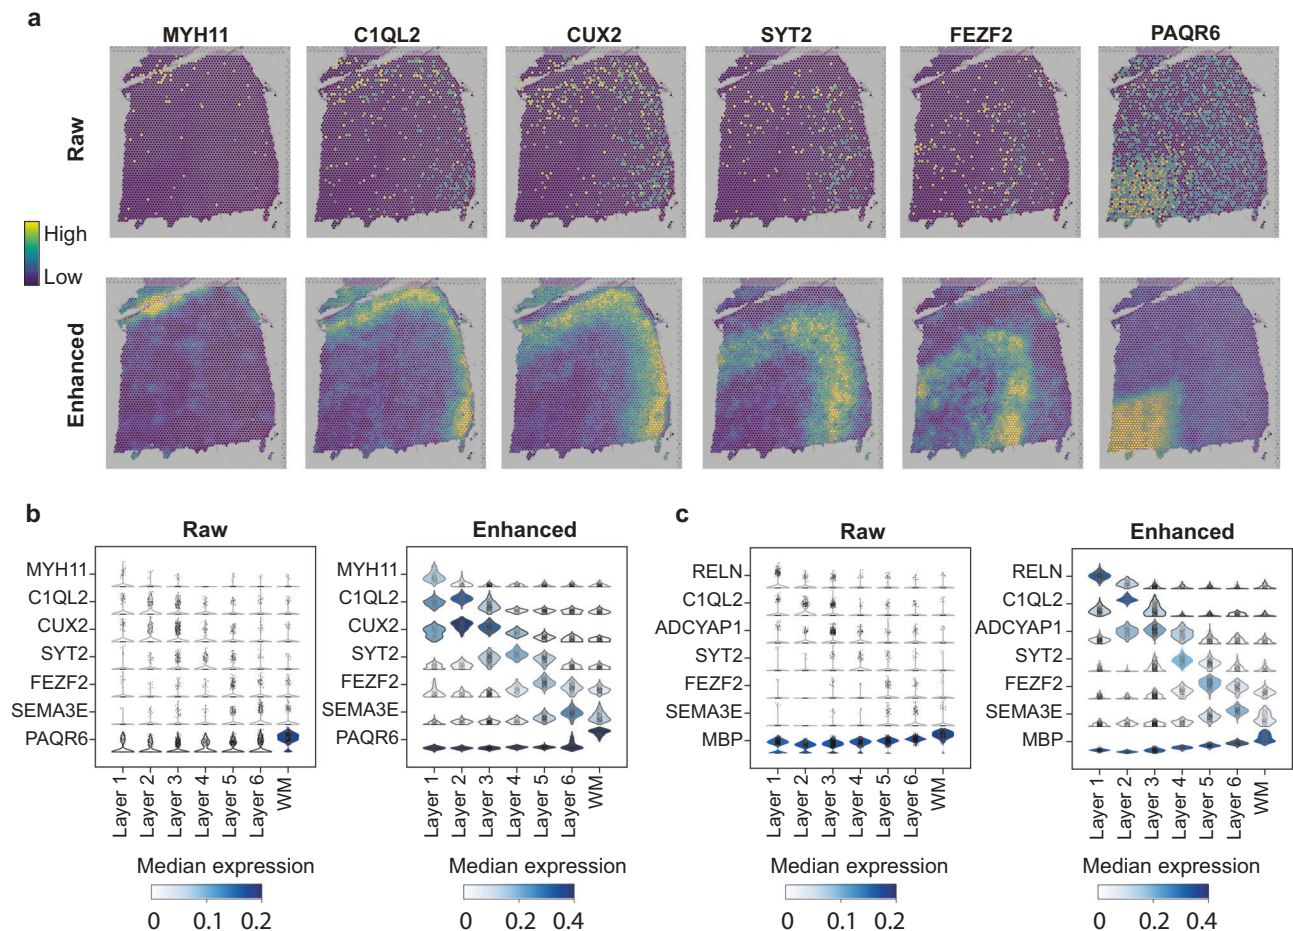 a
MYH11 C1QL2 CUX2 SYT2 FEZF2 PAQR6
Raw
High
Low
Enhanced
b
Raw Enhanced
MYH11
C1QL2
CUX2
SYT2
FEZF2
SEMA3E
PAQR6
Layer 1 Layer 2 Layer 3 Layer 4 Layer 5 Layer 6 WM
Median expression
0 0.1 0.2
MYH11
C1QL2
CUX2
SYT2
FEZF2
SEMA3E
PAQR6
Layer 1 Layer 2 Layer 3 Layer 4 Layer 5 Layer 6 WM
Median expression
0 0.2 0.4
c
Raw Enhanced
RELN
C1QL2
ADCYAP1
SYT2
FEZF2
SEMA3E
MBP
Layer 1 Layer 2 Layer 3 Layer 4 Layer 5 Layer 6 WM
Median expression
0 0.1 0.2
RELN
C1QL2
ADCYAP1
SYT2
FEZF2
SEMA3E
MBP
Layer 1 Layer 2 Layer 3 Layer 4 Layer 5 Layer 6 WM
Median expression
0 0.2 0.4